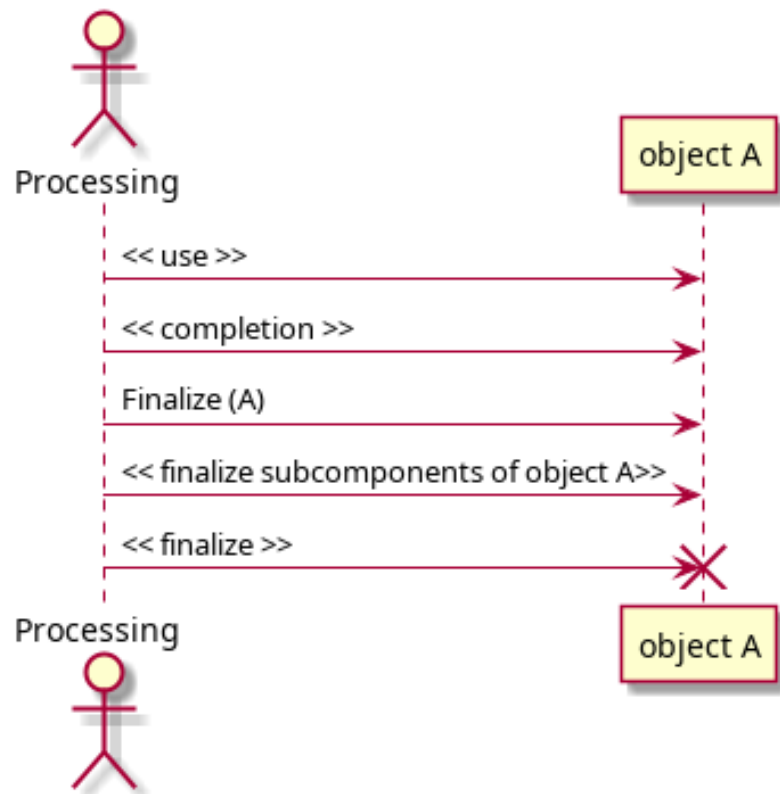 Processing
object A
<< use >>
<< completion >>
Finalize (A)
<< finalize subcomponents of object A>>
<< finalize >>
Processing
object A